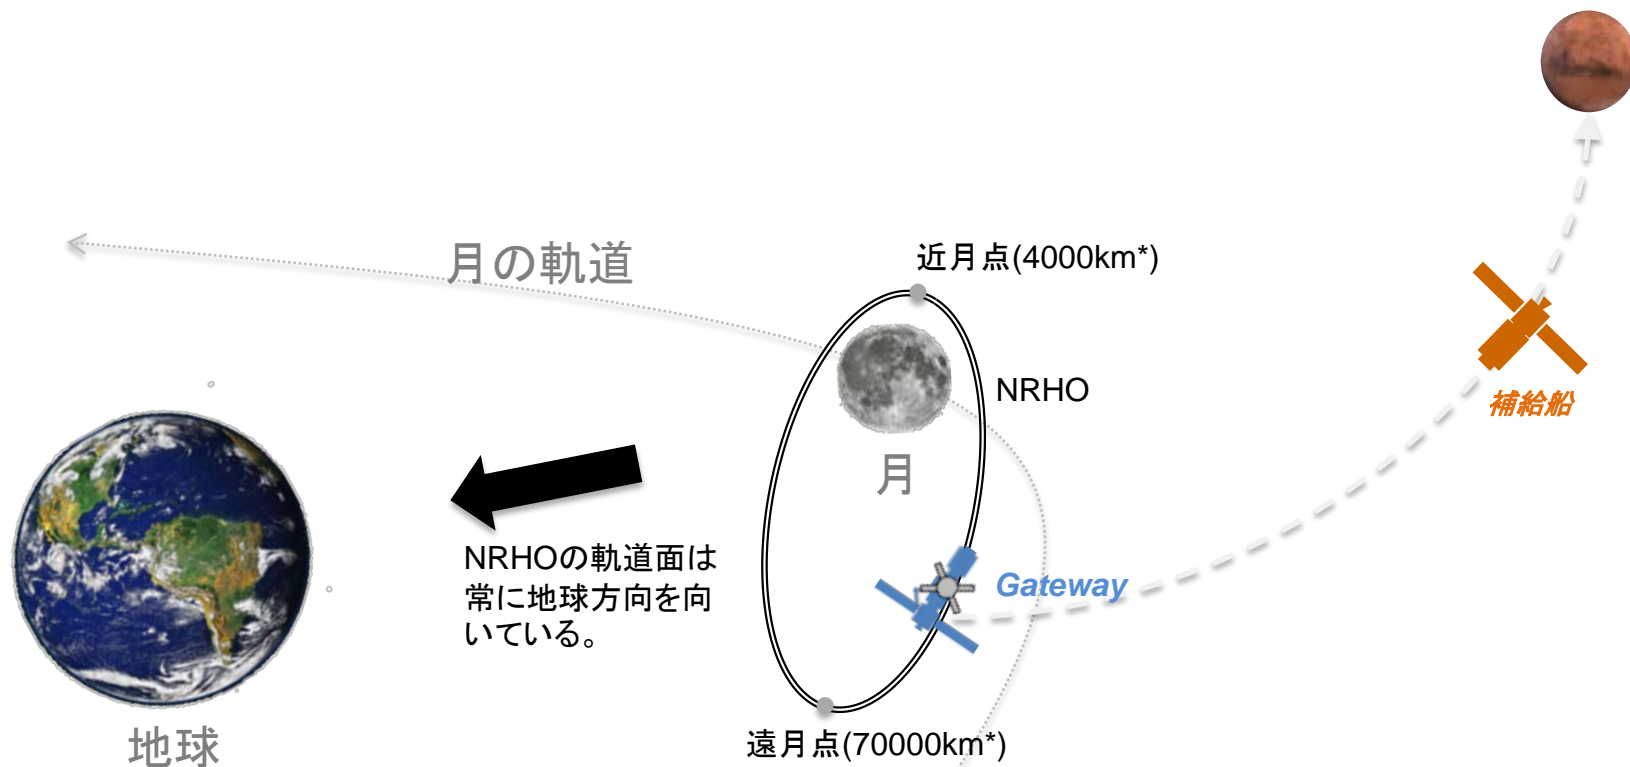 月の軌道
近月点(4000km*)
NRHO
補給船
月
NRHOの軌道面は
常に地球方向を向
いている。
Gateway
地球
遠月点(70000km*)